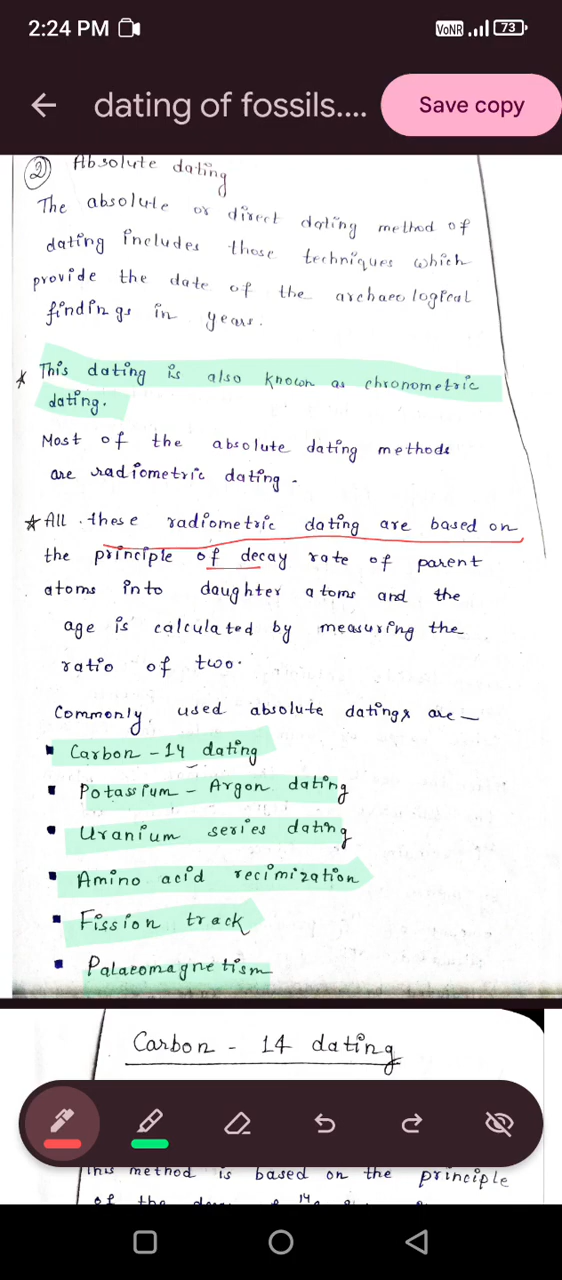 2:24 PM
VoNR 73
dating of fossils.... Save copy
② Absolute dating
The absolute or direct dating method of
dating includes those techniques which
provide the date of the archaeological
findings in years.
This dating is also known as chronometric
dating.
Most of the absolute dating methods
are radiometric dating.
All these radiometric dating are based on
the principle of decay rate of parent
atoms into daughter atoms and the
age is calculated by measuring the
ratio of two.
Commonly used absolute datings are -
Carbon - 14 dating
Potassium - Argon dating
Uranium series dating
Amino acid recimization
Fission track
Palaeomagnetism
Carbon - 14 dating
This method is based on the principle
of the